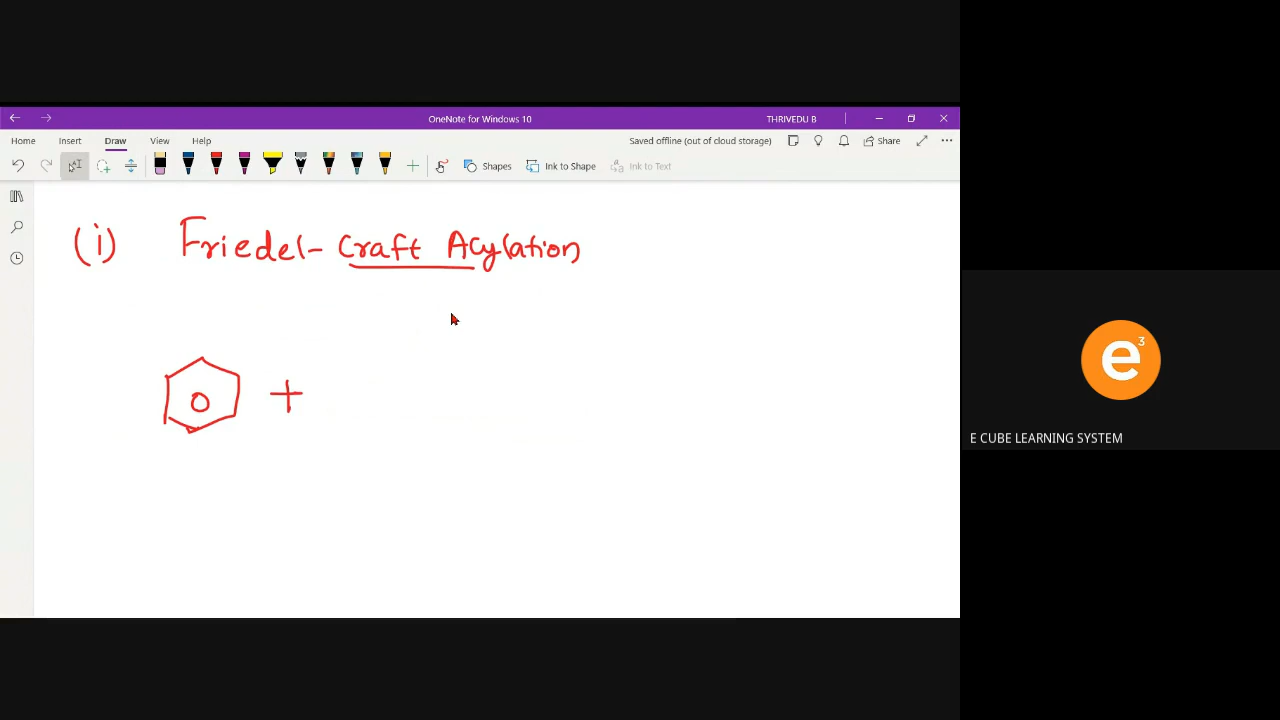 OneNote for Windows 10
THRIVEDU B
Home Insert Draw View Help
Saved offline (out of cloud storage)
Share
Shapes
Ink to Shape
Ink to Text
(i) Friedel-Craft Acylation
+
e3
E CUBE LEARNING SYSTEM